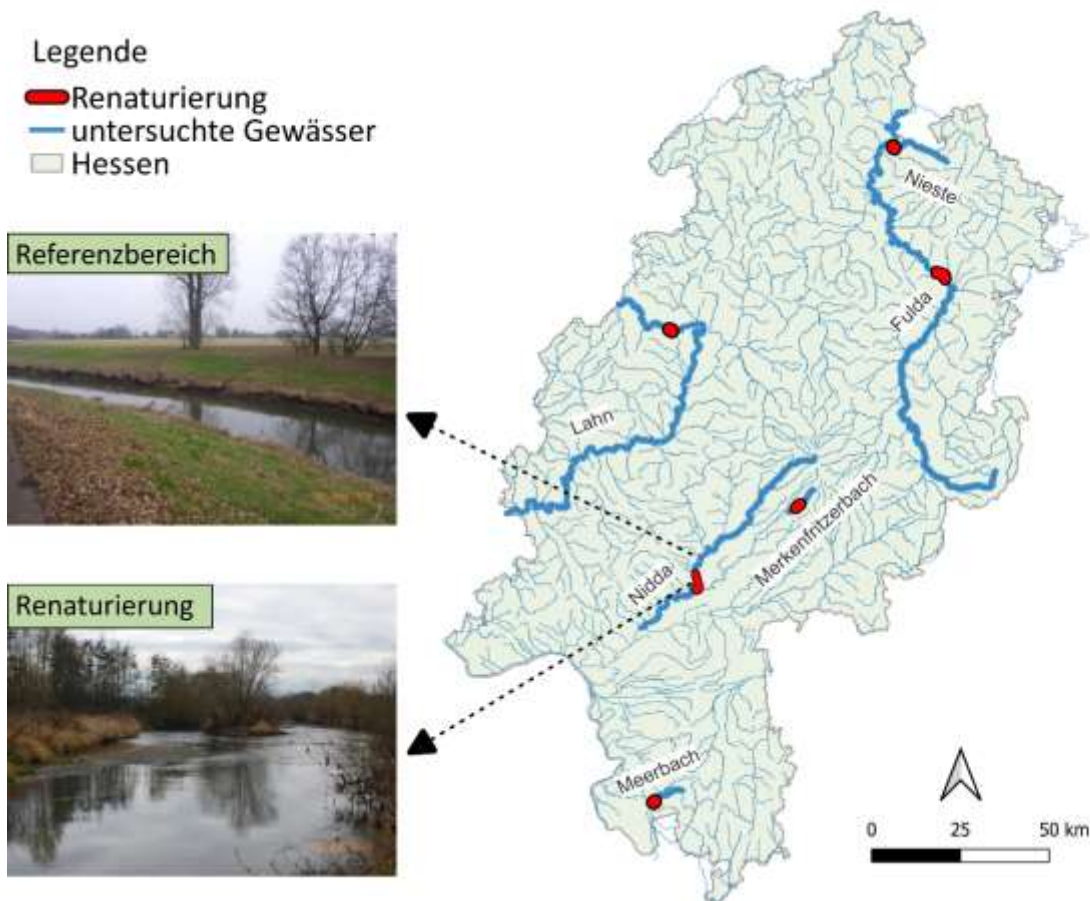 Legende
Renaturierung
untersuchte Gewässer
Hessen
Referenzbereich
Renaturierung
Nieste
Fulda
Lahn
Merkenfritzerbach
Nidda
Meerbach
0 25 50 km